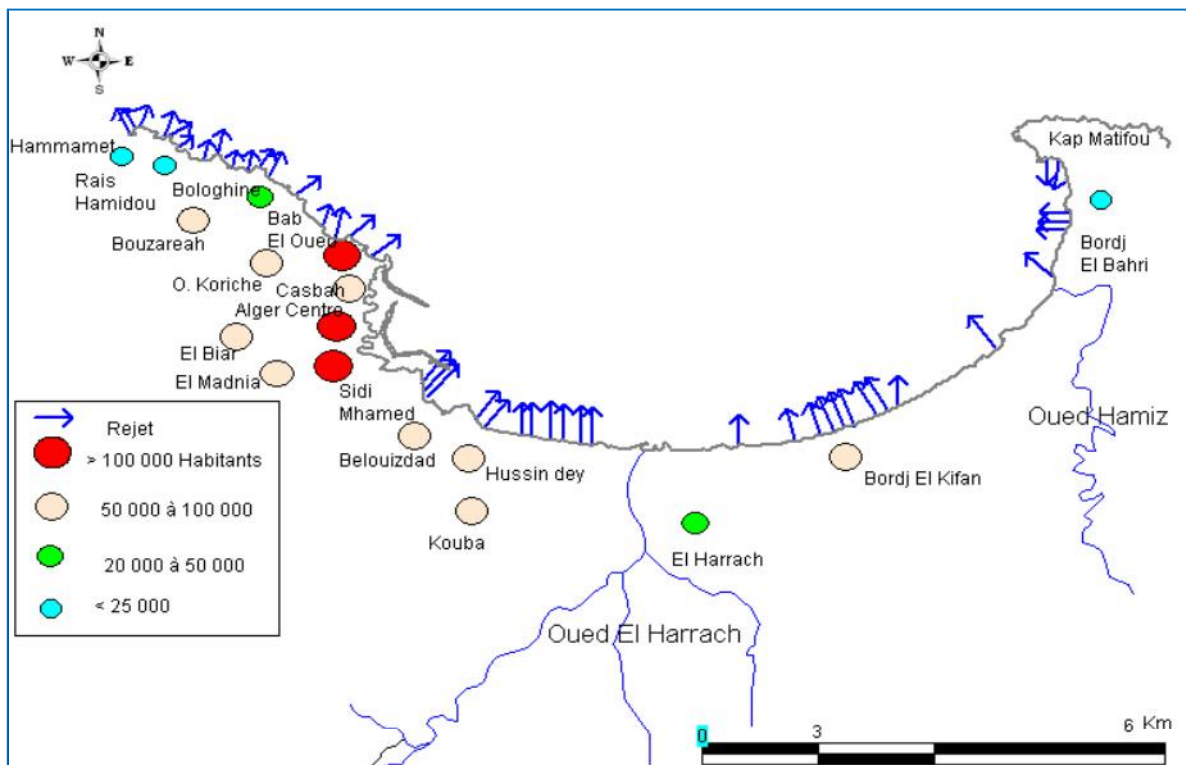 N
W
E
S
Hammamet
Kap Matifou
Rais
Hamidou
Bologhine
Bab
El Oued
Bouzareah
Bordj
El Bahri
O. Koriche
Casbah
Alger Centre
El Biar
El Madnia
Sidi
Mhamed
Rejet
> 100 000 Habitants
50 000 à 100 000
20 000 à 50 000
< 25 000
Belouizdad
Hussin dey
Kouba
Bordj El Kifan
Oued Hamiz
El Harrach
Oued El Harrach
0
3
6 Km